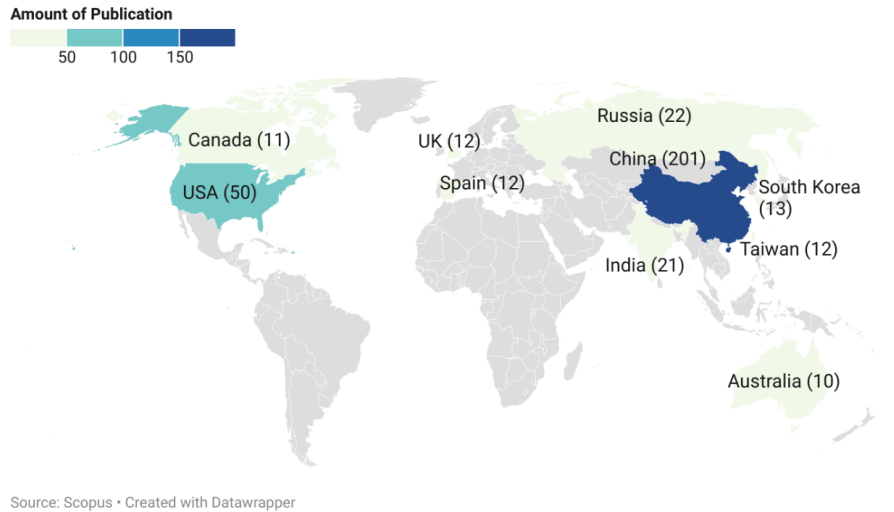 Amount of Publication
50 100 150
Russia (22)
Canada (11)
UK (12)
China (201)
Spain (12)
USA (50)
South Korea
(13)
Taiwan (12)
India (21)
Australia (10)
Source: Scopus • Created with Datawrapper